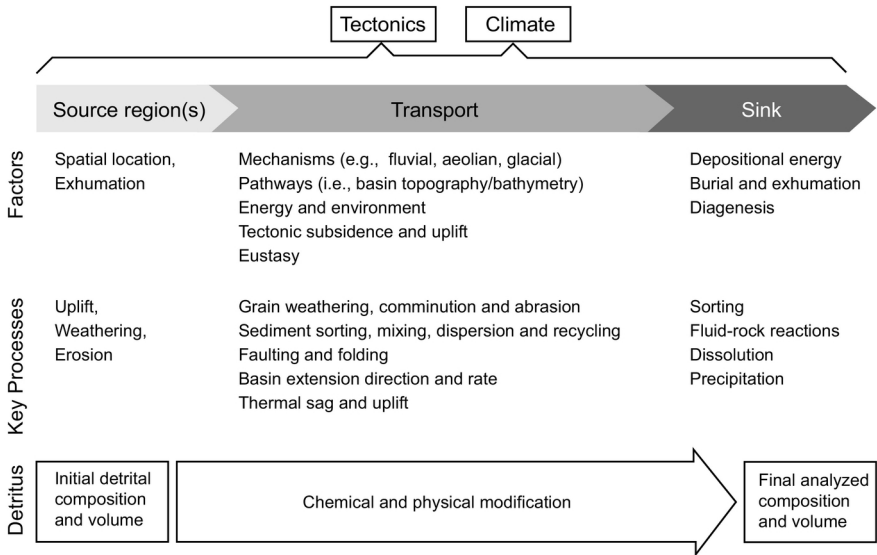 Tectonics
Climate
Source region(s)
Transport
Sink
Factors
Spatial location,
Exhumation
Mechanisms (e.g., fluvial, aeolian, glacial)
Pathways (i.e., basin topography/bathymetry)
Energy and environment
Tectonic subsidence and uplift
Eustasy
Depositional energy
Burial and exhumation
Diagenesis
Key Processes
Uplift,
Weathering,
Erosion
Grain weathering, comminution and abrasion
Sediment sorting, mixing, dispersion and recycling
Faulting and folding
Basin extension direction and rate
Thermal sag and uplift
Sorting
Fluid-rock reactions
Dissolution
Precipitation
Detritus
Initial detrital
composition
and volume
Chemical and physical modification
Final analyzed
composition
and volume